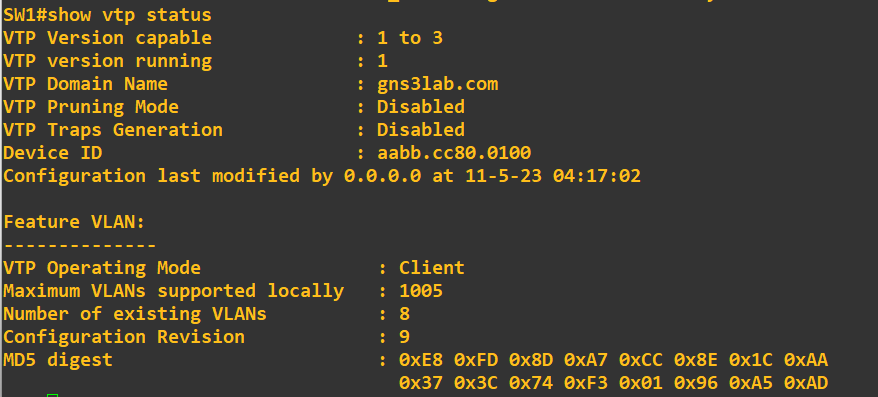 SW1#show vtp status
VTP Version capable : 1 to 3
VTP version running : 1
VTP Domain Name : gns3lab.com
VTP Pruning Mode : Disabled
VTP Traps Generation : Disabled
Device ID : aabb.cc80.0100
Configuration last modified by 0.0.0.0 at 11-5-23 04:17:02
Feature VLAN:
--------------
VTP Operating Mode : Client
Maximum VLANs supported locally : 1005
Number of existing VLANs : 8
Configuration Revision : 9
MD5 digest : 0xE8 0xFD 0x8D 0xA7 0xCC 0x8E 0x1C 0xAA
0x37 0x3C 0x74 0xF3 0x01 0x96 0xA5 0xAD